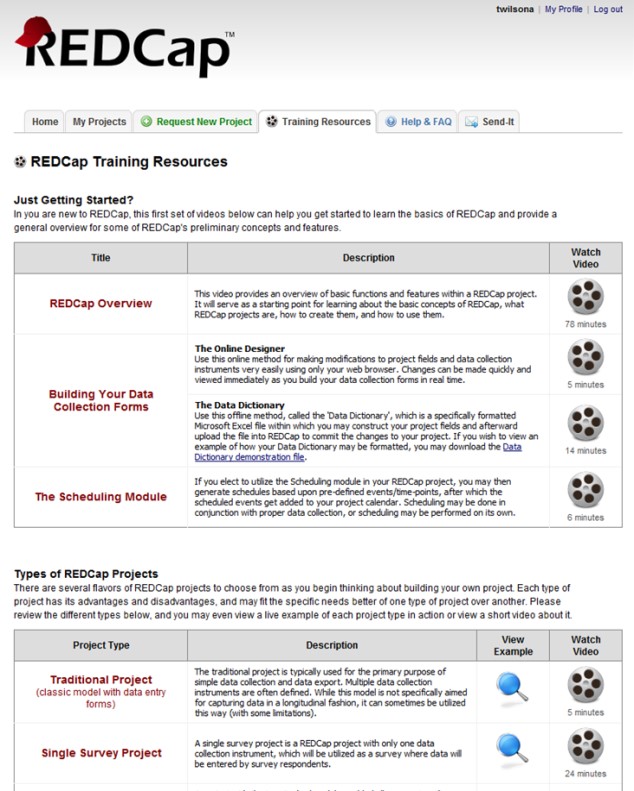 twilsona | My Profile | Log out
REDCap™
Home
My Projects
Request New Project
Training Resources
Help & FAQ
Send-It
REDCap Training Resources
Just Getting Started?
In you are new to REDCap, this first set of videos below can help you get started to learn the basics of REDCap and provide a
general overview for some of REDCap's preliminary concepts and features.
Title
Description
Watch
Video
REDCap Overview
This video provides an overview of basic functions and features within a REDCap project.
It will serve as a starting point for learning about the basic concepts of REDCap, what
REDCap projects are, how to create them, and how to use them.
78 minutes
Building Your Data
Collection Forms
The Online Designer
Use this online method for making modifications to project fields and data collection
instruments very easily using only your web browser. Changes can be made quickly and
viewed immediately as you build your data collection forms in real time.
5 minutes
The Data Dictionary
Use this offline method, called the 'Data Dictionary', which is a specifically formatted
Microsoft Excel file within which you may construct your project fields and afterward
upload the file into REDCap to commit the changes to your project. If you wish to view an
example of how your Data Dictionary may be formatted, you may download the Data
Dictionary demonstration file.
14 minutes
The Scheduling Module
If you elect to utilize the Scheduling module in your REDCap project, you may then
generate schedules based upon pre-defined events/time-points, after which the
scheduled events get added to your project calendar. Scheduling may be done in
conjunction with proper data collection, or scheduling may be performed on its own.
6 minutes
Types of REDCap Projects
There are several flavors of REDCap projects to choose from as you begin thinking about building your own project. Each type of
project has its advantages and disadvantages, and may fit the specific needs better of one type of project over another. Please
review the different types below, and you may even view a live example of each project type in action or view a short video about it.
Project Type
Description
View
Example
Watch
Video
Traditional Project
(classic model with data entry
forms)
The traditional project is typically used for the primary purpose of
simple data collection and data export. Multiple data collection
instruments are often defined. While this model is not specifically aimed
for capturing data in a longitudinal fashion, it can sometimes be utilized
this way (with some limitations).
5 minutes
Single Survey Project
A single survey project is a REDCap project with only one data
collection instrument, which will be utilized as a survey where data will
be entered by survey respondents.
24 minutes